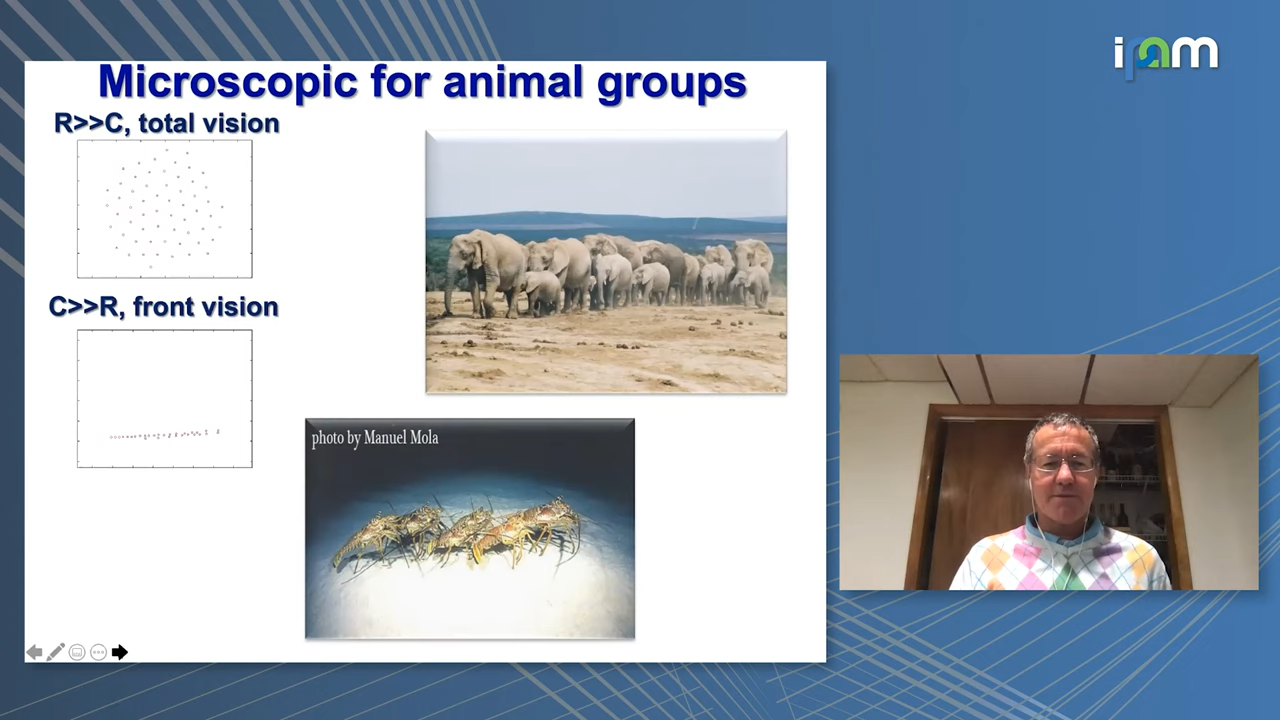 ipam
Microscopic for animal groups
R>>C, total vision
C>>R, front vision
photo by Manuel Mola